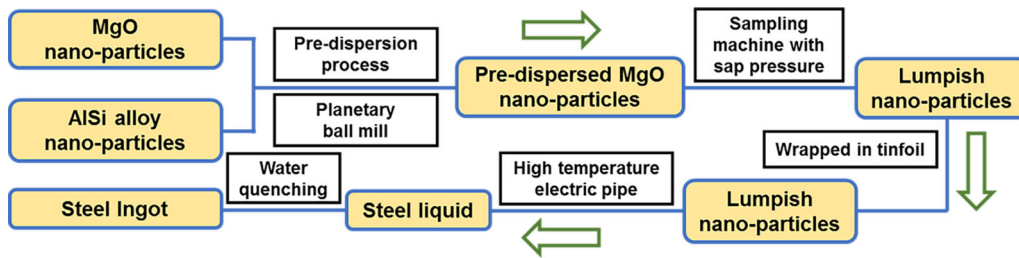 MgO
nano-particles
Pre-dispersion
process
Sampling
machine with
sap pressure
Pre-dispersed MgO
nano-particles
Lumpish
nano-particles
AlSi alloy
nano-particles
Planetary
ball mill
Wrapped in tinfoil
Water
quenching
High temperature
electric pipe
Steel Ingot
Steel liquid
Lumpish
nano-particles